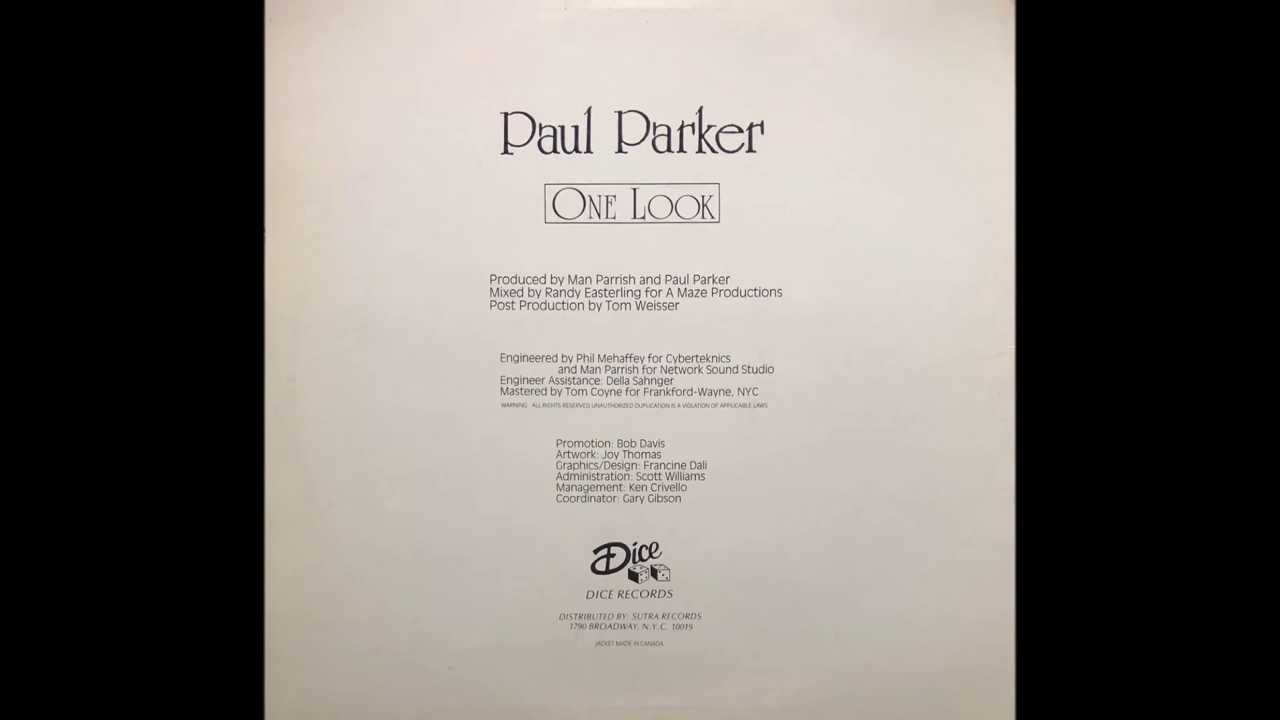 Paul Parker
ONE LOOK
Produced by Man Parrish and Paul Parker
Mixed by Randy Easterling for A Maze Productions
Post Production by Tom Weisser
Engineered by Phil Mehaffey for Cyberteknics
and Man Parrish for Network Sound Studio
Engineer Assistance: Della Sahnger
Mastered by Tom Coyne for Frankford-Wayne, NYC
WARNING: ALL RIGHTS RESERVED UNAUTHORIZED DUPLICATION IS A VIOLATION OF APPLICABLE LAWS
Promotion: Bob Davis
Artwork: Joy Thomas
Graphics/Design: Francine Dali
Administration: Scott Williams
Management: Ken Crivello
Coordinator: Gary Gibson
Dice
DICE RECORDS
DISTRIBUTED BY: SUTRA RECORDS
1790 BROADWAY, N.Y.C. 10019
JACKET MADE IN CANADA